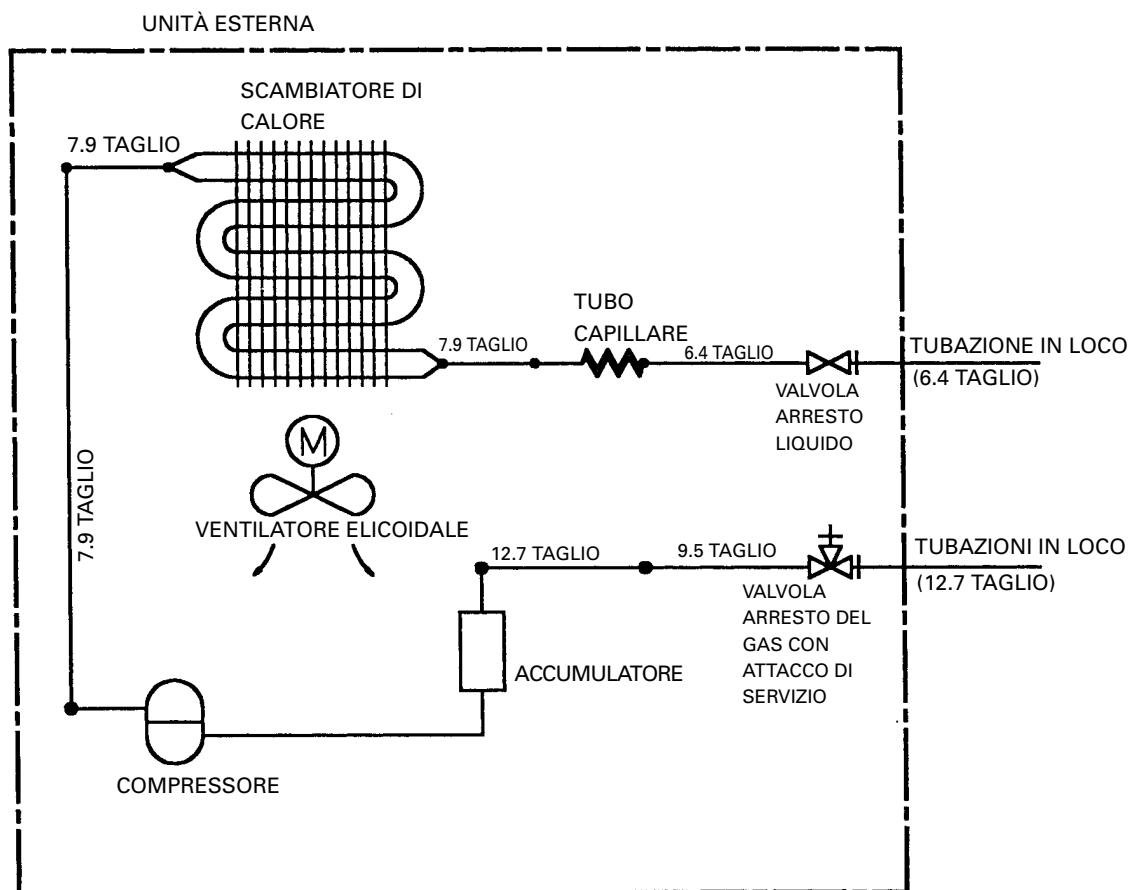 UNITÀ ESTERNA
SCAMBIATORE DI
CALORE
7.9 TAGLIO
TUBO
CAPILLARE
7.9 TAGLIO
6.4 TAGLIO
TUBAZIONE IN LOCO
(6.4 TAGLIO)
VALVOLA
ARRESTO
LIQUIDO
M
7.9 TAGLIO
VENTILATORE ELICOIDALE
12.7 TAGLIO
9.5 TAGLIO
TUBAZIONI IN LOCO
(12.7 TAGLIO)
VALVOLA
ARRESTO DEL
GAS CON
ATTACCO DI
SERVIZIO
ACCUMULATORE
COMPRESSORE